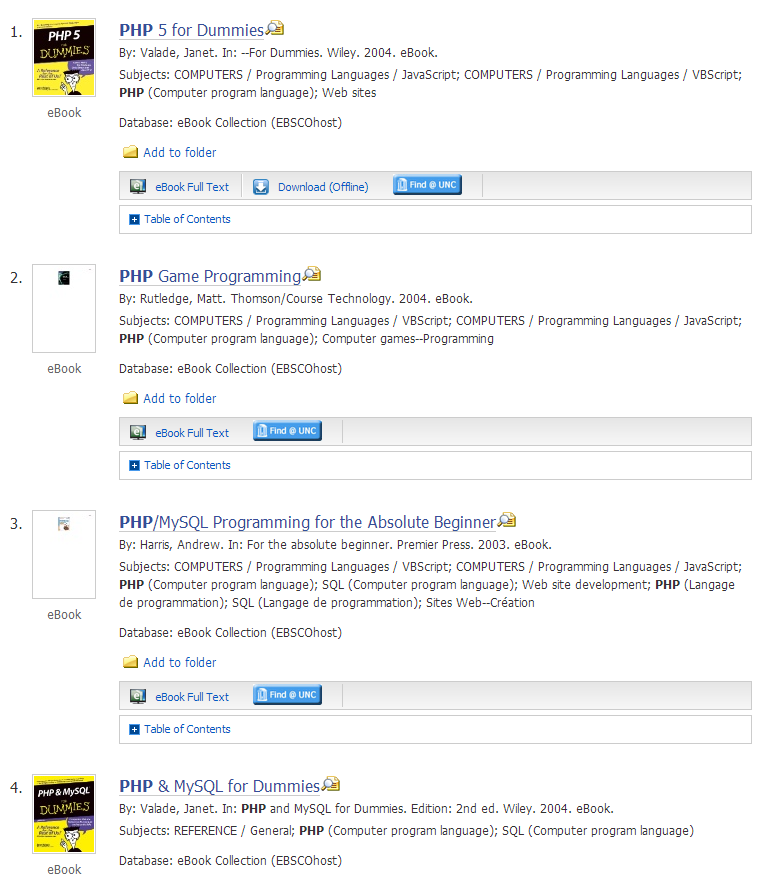 1.
PHP 5
FOR
DUMMIES
eBook
PHP 5 for Dummies
By: Valade, Janet. In: --For Dummies. Wiley. 2004. eBook.
Subjects: COMPUTERS / Programming Languages / JavaScript; COMPUTERS / Programming Languages / VBScript;
PHP (Computer program language); Web sites
Database: eBook Collection (EBSCOhost)
Add to folder
eBook Full Text Download (Offline) Find @ UNC
Table of Contents
2.
eBook
PHP Game Programming
By: Rutledge, Matt. Thomson/Course Technology. 2004. eBook.
Subjects: COMPUTERS / Programming Languages / VBScript; COMPUTERS / Programming Languages / JavaScript;
PHP (Computer program language); Computer games--Programming
Database: eBook Collection (EBSCOhost)
Add to folder
eBook Full Text Find @ UNC
Table of Contents
3.
eBook
PHP/MySQL Programming for the Absolute Beginner
By: Harris, Andrew. In: For the absolute beginner. Premier Press. 2003. eBook.
Subjects: COMPUTERS / Programming Languages / VBScript; COMPUTERS / Programming Languages / JavaScript;
PHP (Computer program language); SQL (Computer program language); Web site development; PHP (Langage
de programmation); SQL (Langage de programmation); Sites Web--Création
Database: eBook Collection (EBSCOhost)
Add to folder
eBook Full Text Find @ UNC
Table of Contents
4.
PHP & MySQL
FOR
DUMMIES
eBook
PHP & MySQL for Dummies
By: Valade, Janet. In: PHP and MySQL for Dummies. Edition: 2nd ed. Wiley. 2004. eBook.
Subjects: REFERENCE / General; PHP (Computer program language); SQL (Computer program language)
Database: eBook Collection (EBSCOhost)